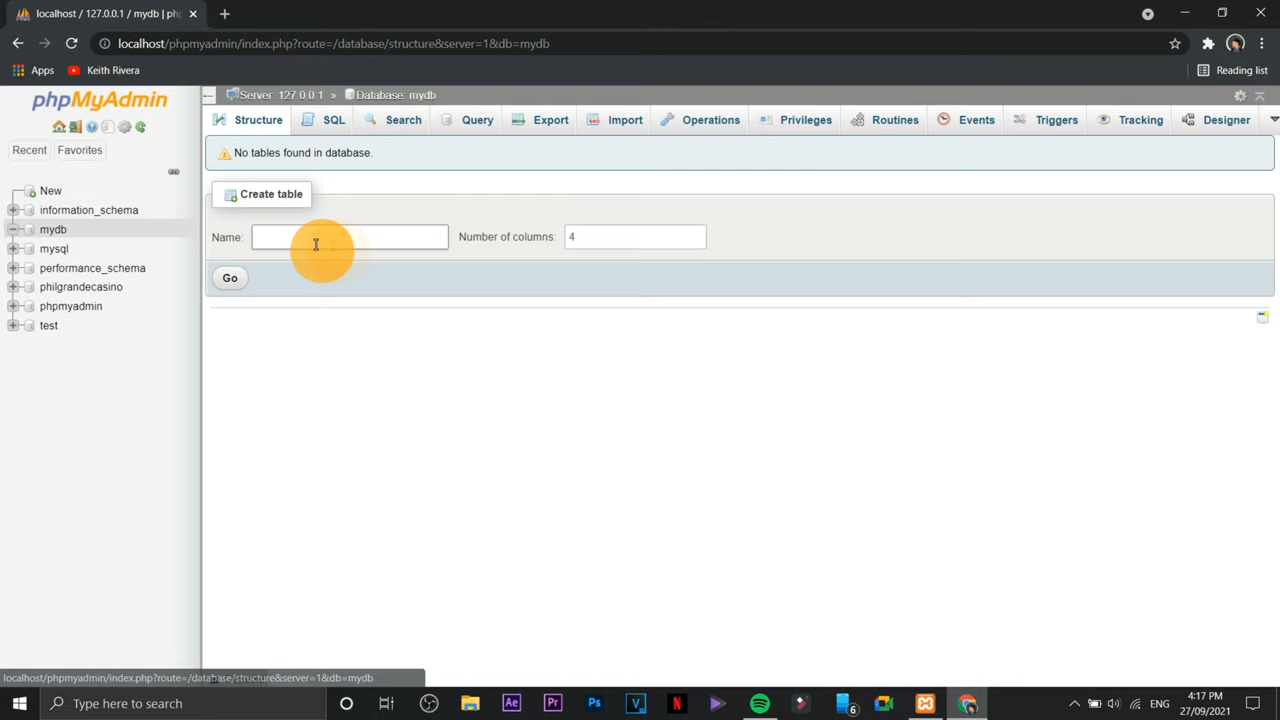 localhost / 127.0.0.1 / mydb | ph
localhost/phpmyadmin/index.php?route=/database/structure&server=1&db=mydb
Apps Keith Rivera Reading list
phpMyAdmin
Recent Favorites
New
information_schema
mydb
mysql
performance_schema
philgrandecasino
phpmyadmin
test
Server: 127.0.0.1 » Database: mydb
Structure SQL Search Query Export Import Operations Privileges Routines Events Triggers Tracking Designer
No tables found in database.
Create table
Name: Number of columns: 4
Go
localhost/phpmyadmin/index.php?route=/database/structure&server=1&db=mydb
Type here to search
Ae Pr Ps V N 6
ENG
4:17 PM
27/09/2021